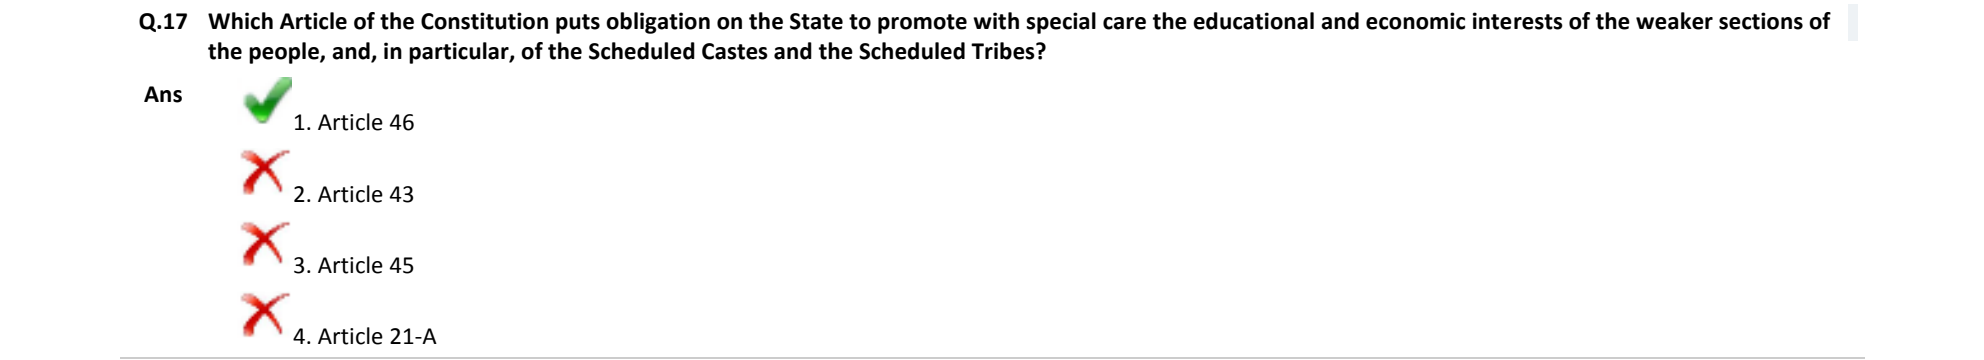 Q.17 Which Article of the Constitution puts obligation on the State to promote with special care the educational and economic interests of the weaker sections of
the people, and, in particular, of the Scheduled Castes and the Scheduled Tribes?
Ans
1. Article 46
2. Article 43
3. Article 45
4. Article 21-A